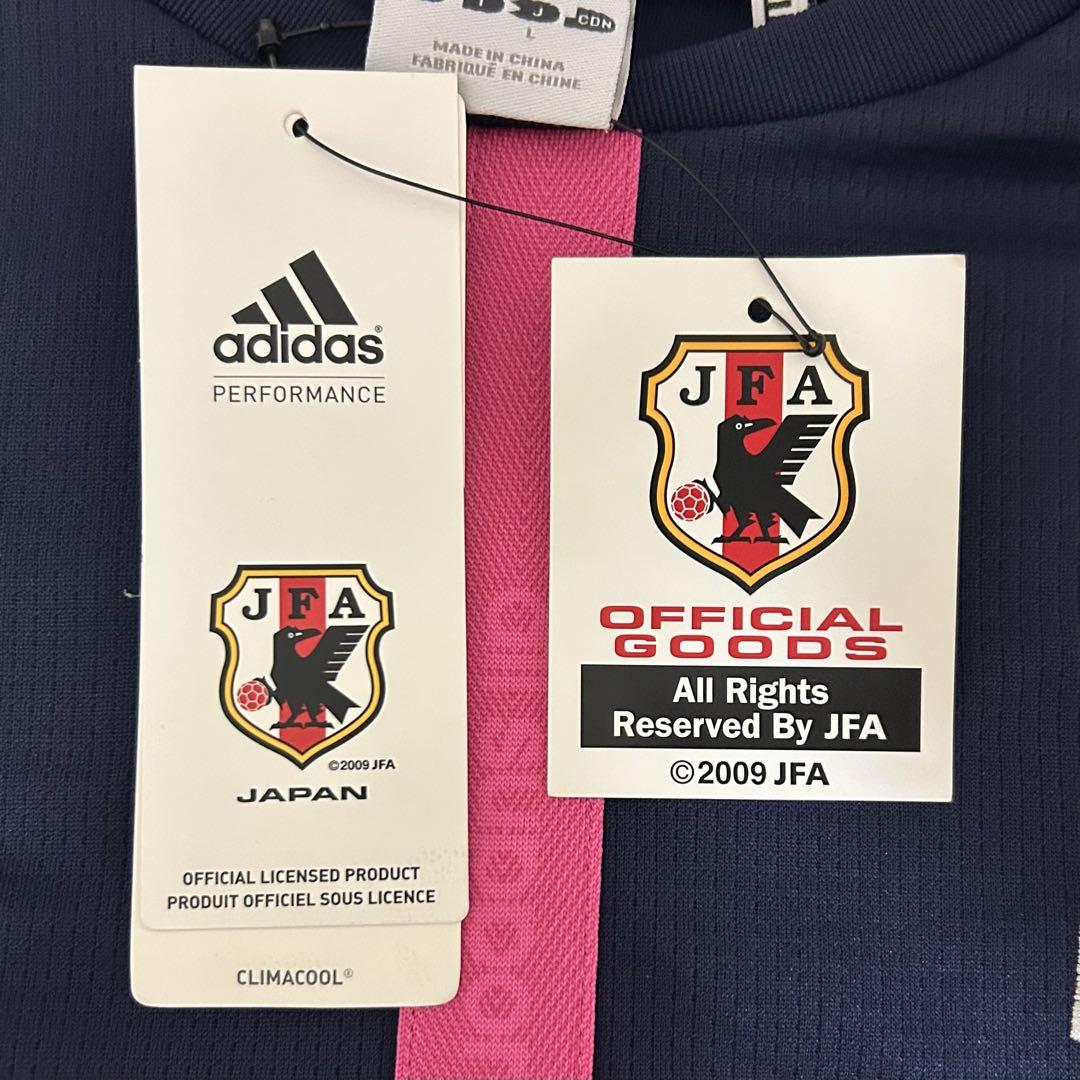 J CDN
L
MADE IN CHINA
FABRIQUÉ EN CHINE
adidas®
PERFORMANCE
JFA
©2009 JFA
JAPAN
OFFICIAL LICENSED PRODUCT
PRODUIT OFFICIEL SOUS LICENCE
CLIMACOOL®
JFA
OFFICIAL
GOODS
All Rights
Reserved By JFA
©2009 JFA